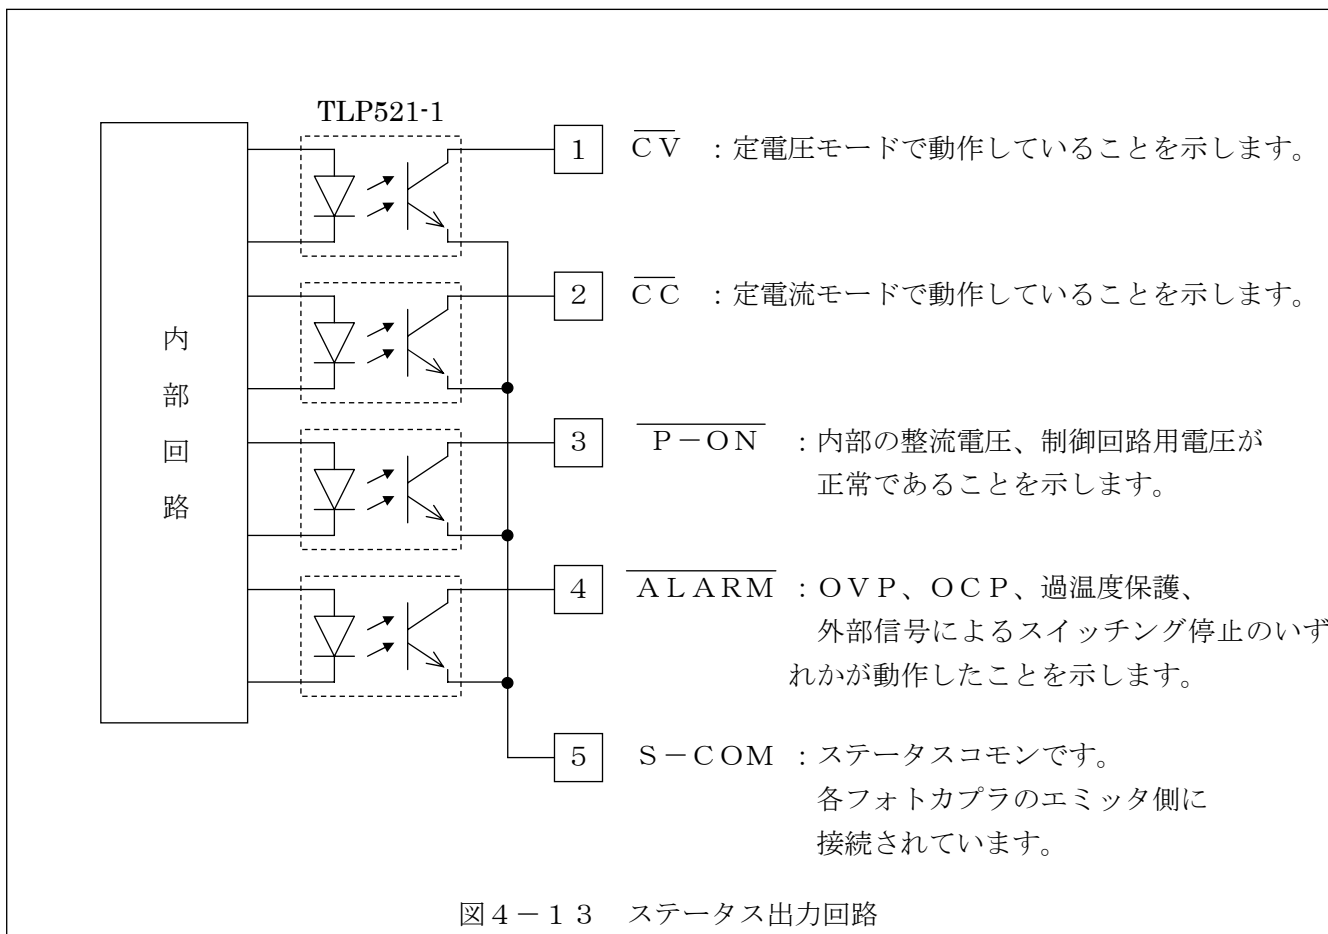 TLP521-1
内
部
回
路
1 CV ：定電圧モードで動作していることを示します。
2 CC ：定電流モードで動作していることを示します。
3 P－ON ：内部の整流電圧、制御回路用電圧が
正常であることを示します。
4 ALARM ：OVP、OCP、過温度保護、
外部信号によるスイッチング停止のいず
れかが動作したことを示します。
5 S－COM ：ステータスコモンです。
各フォトカプラのエミッタ側に
接続されています。
図４－１３　ステータス出力回路